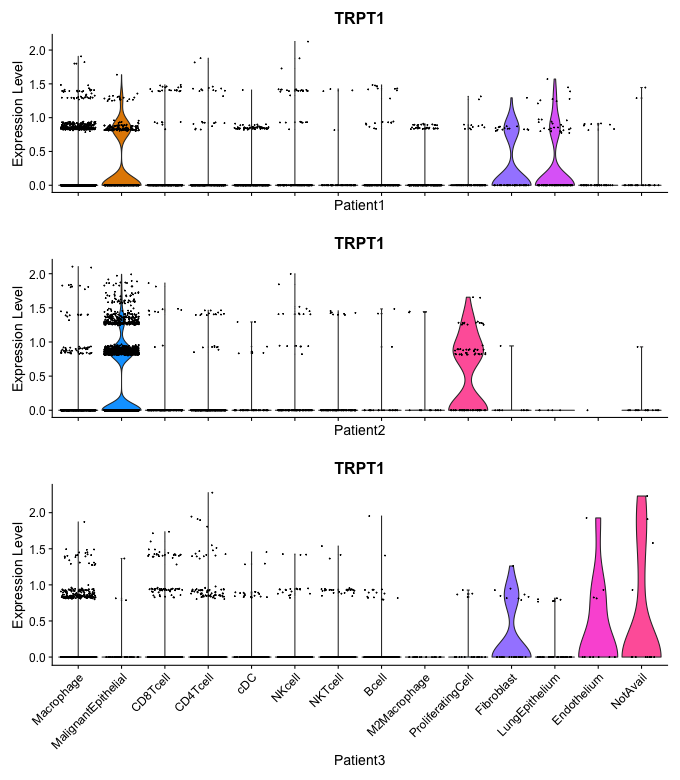 TRPT1
Expression Level
2.0
1.5
1.0
0.5
0.0
Patient1
TRPT1
Expression Level
2.0
1.5
1.0
0.5
0.0
Patient2
TRPT1
Expression Level
2.0
1.5
1.0
0.5
0.0
Macrophage
MalignantEpithelial
CD8Tcell
CD4Tcell
cDC
NKcell
NKTcell
Bcell
M2Macrophage
ProliferatingCell
Fibroblast
LungEpithelium
Endothelium
NotAvail
Patient3